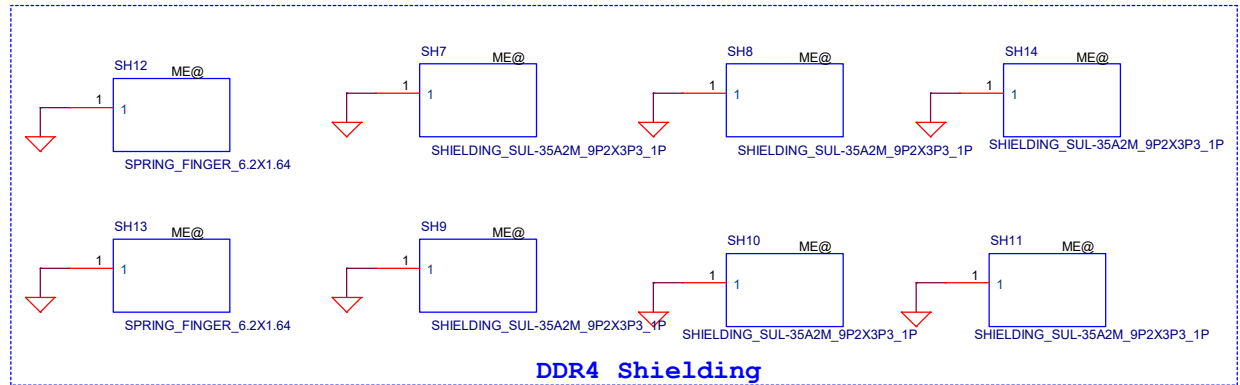 SH12
ME@
1
1
SPRING_FINGER_6.2X1.64
SH7
ME@
1
1
SHIELDING_SUL-35A2M_9P2X3P3_1P
SH8
ME@
1
1
SHIELDING_SUL-35A2M_9P2X3P3_1P
SH14
ME@
1
1
SHIELDING_SUL-35A2M_9P2X3P3_1P
SH13
ME@
1
1
SPRING_FINGER_6.2X1.64
SH9
ME@
1
1
SHIELDING_SUL-35A2M_9P2X3P3_1P
SH10
ME@
1
1
SHIELDING_SUL-35A2M_9P2X3P3_1P
SH11
ME@
1
1
SHIELDING_SUL-35A2M_9P2X3P3_1P
DDR4 Shielding